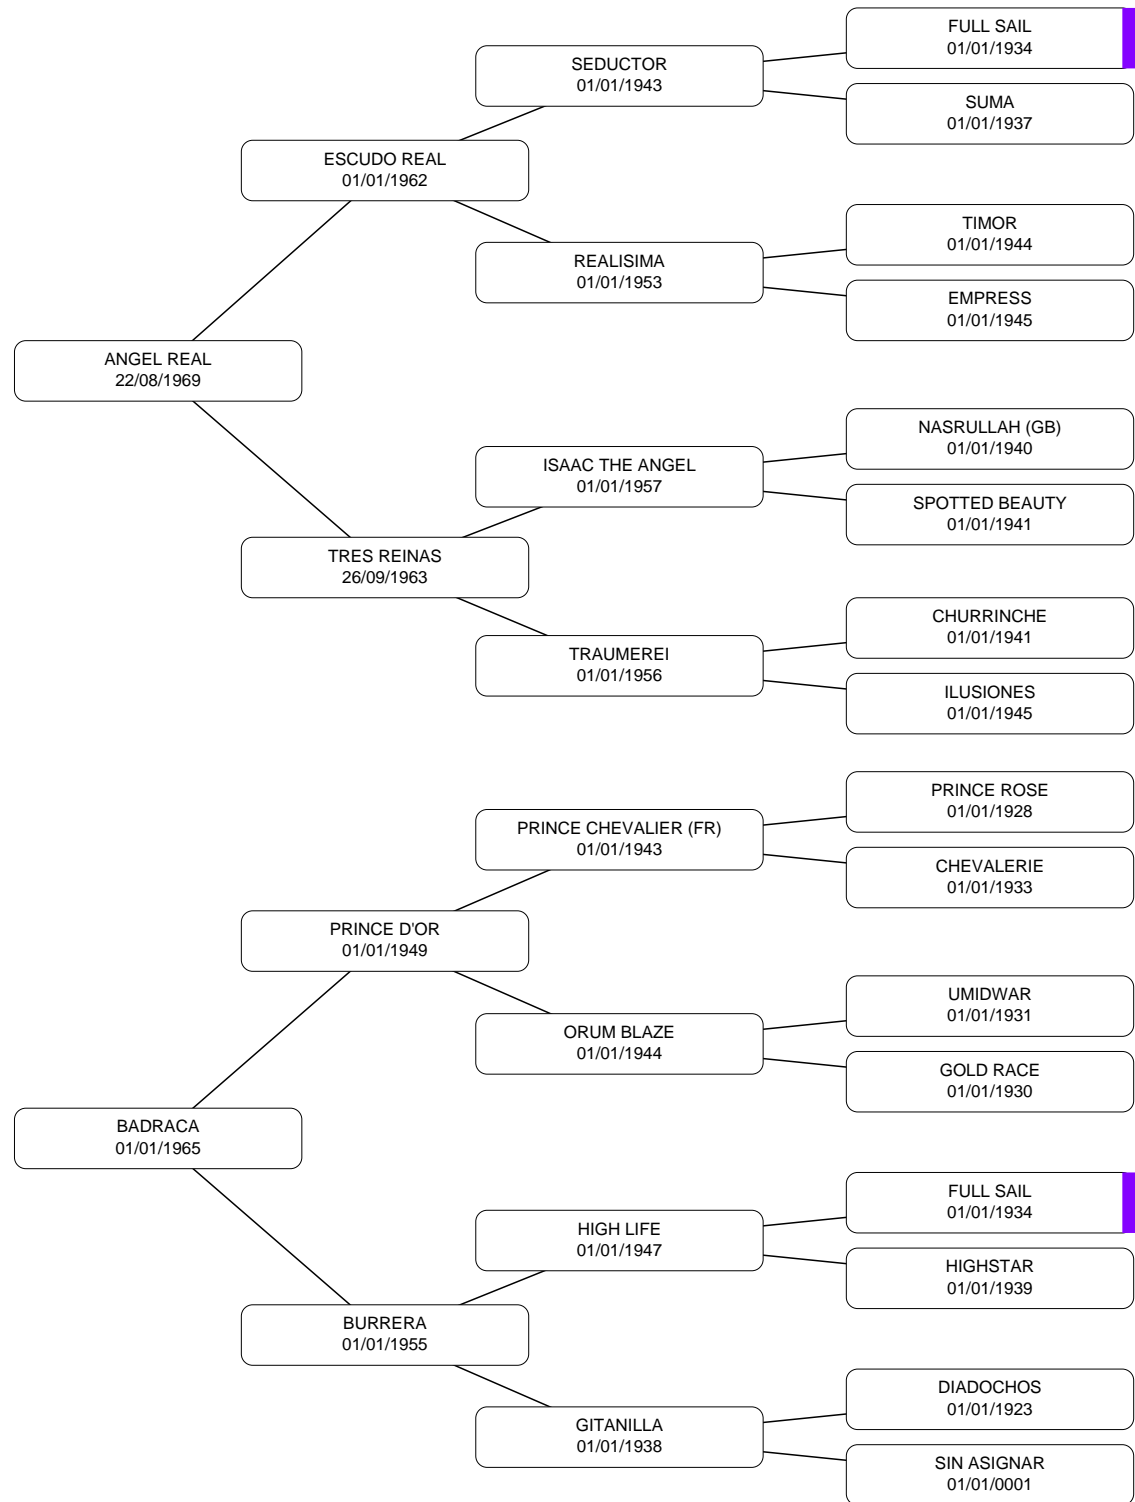 FULL SAIL
01/01/1934
SEDUCTOR
01/01/1943
SUMA
01/01/1937
ESCUDO REAL
01/01/1962
TIMOR
01/01/1944
REALISIMA
01/01/1953
EMPRESS
01/01/1945
ANGEL REAL
22/08/1969
NASRULLAH (GB)
01/01/1940
ISAAC THE ANGEL
01/01/1957
SPOTTED BEAUTY
01/01/1941
TRES REINAS
26/09/1963
CHURRINCHE
01/01/1941
TRAUMEREI
01/01/1956
ILUSIONES
01/01/1945
PRINCE ROSE
01/01/1928
PRINCE CHEVALIER (FR)
01/01/1943
CHEVALERIE
01/01/1933
PRINCE D'OR
01/01/1949
UMIDWAR
01/01/1931
ORUM BLAZE
01/01/1944
GOLD RACE
01/01/1930
BADRACA
01/01/1965
FULL SAIL
01/01/1934
HIGH LIFE
01/01/1947
HIGHSTAR
01/01/1939
BURRERA
01/01/1955
DIADOCHOS
01/01/1923
GITANILLA
01/01/1938
SIN ASIGNAR
01/01/0001